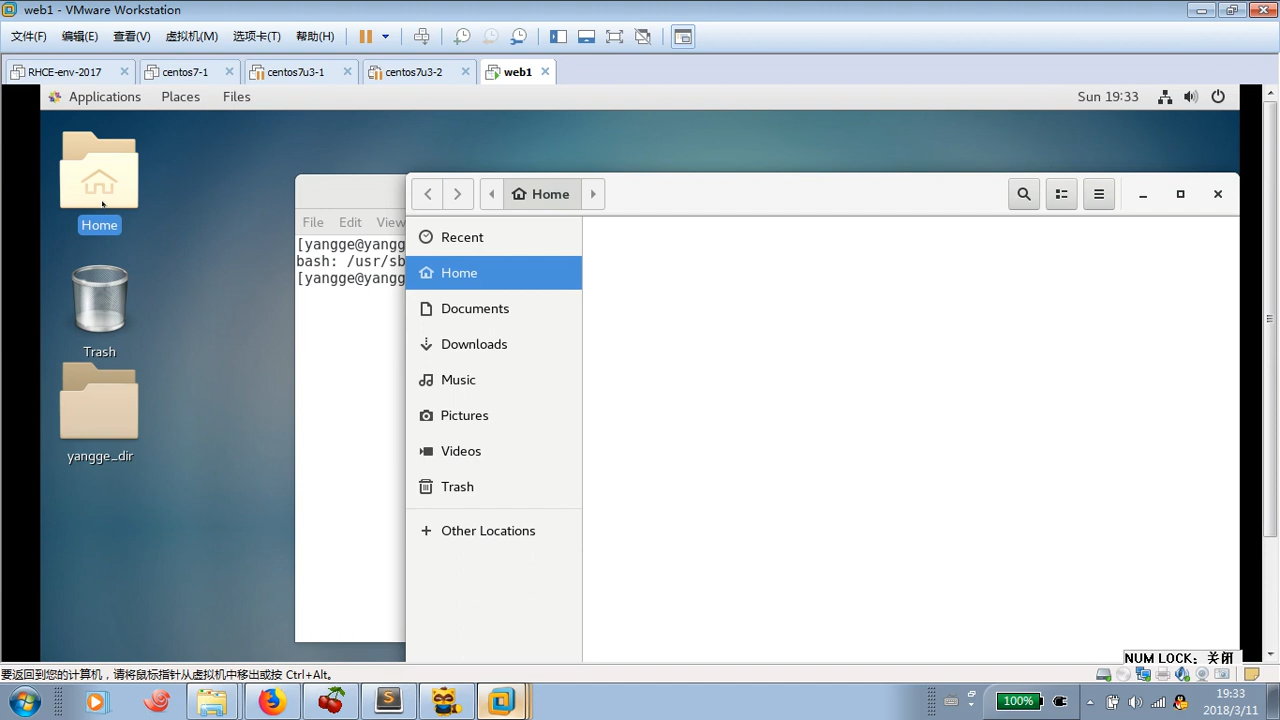 web1 - VMware Workstation
文件(F) 编辑(E) 查看(V) 虚拟机(M) 选项卡(T) 帮助(H)
RHCE-env-2017 centos7-1 centos7u3-1 centos7u3-2 web1
Applications Places Files Sun 19:33
Home
Trash
yangge_dir
File Edit View
[yangge@yangg
bash: /usr/sb
[yangge@yangg
Home
Recent
Home
Documents
Downloads
Music
Pictures
Videos
Trash
Other Locations
NUM LOCK: 关闭
要返回到您的计算机，请将鼠标指针从虚拟机中移出或按 Ctrl+Alt。
100%
19:33
2018/3/11